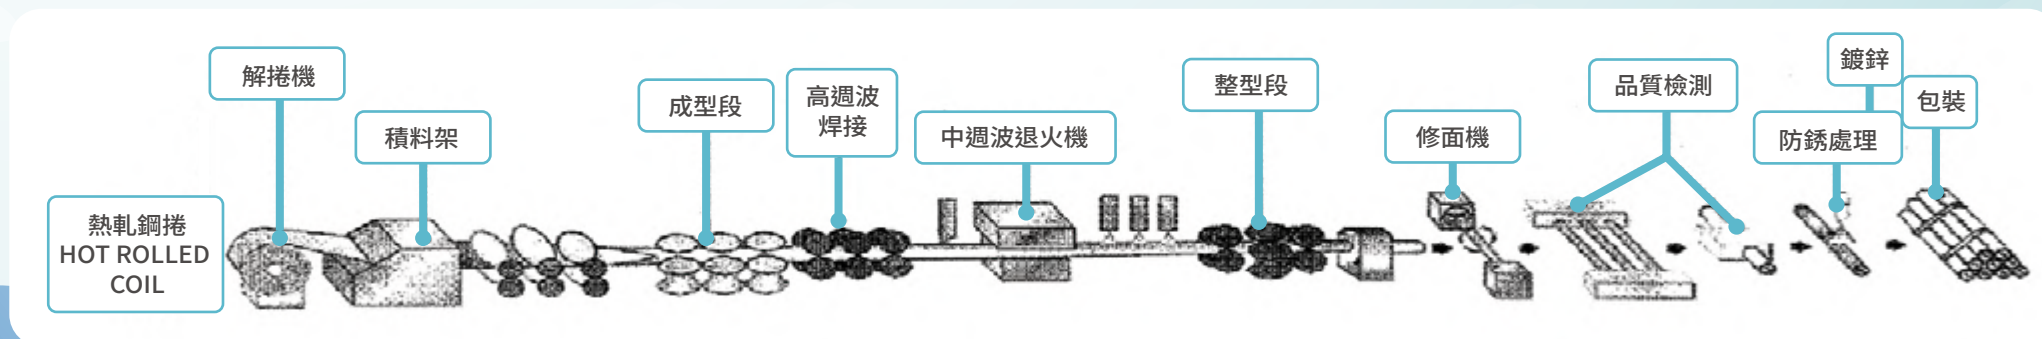 熱軋鋼捲
HOT ROLLED
COIL
解捲機
積料架
成型段
高週波
焊接
中週波退火機
整型段
修面機
品質檢測
鍍鋅
防銹處理
包裝